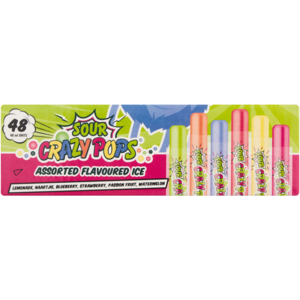 48
SOUR
CRAZY POPS
ASSORTED FLAVOURED ICE
LEMONADE, NAARTJIE, BLUEBERRY, STRAWBERRY, PASSION FRUIT, WATERMELON